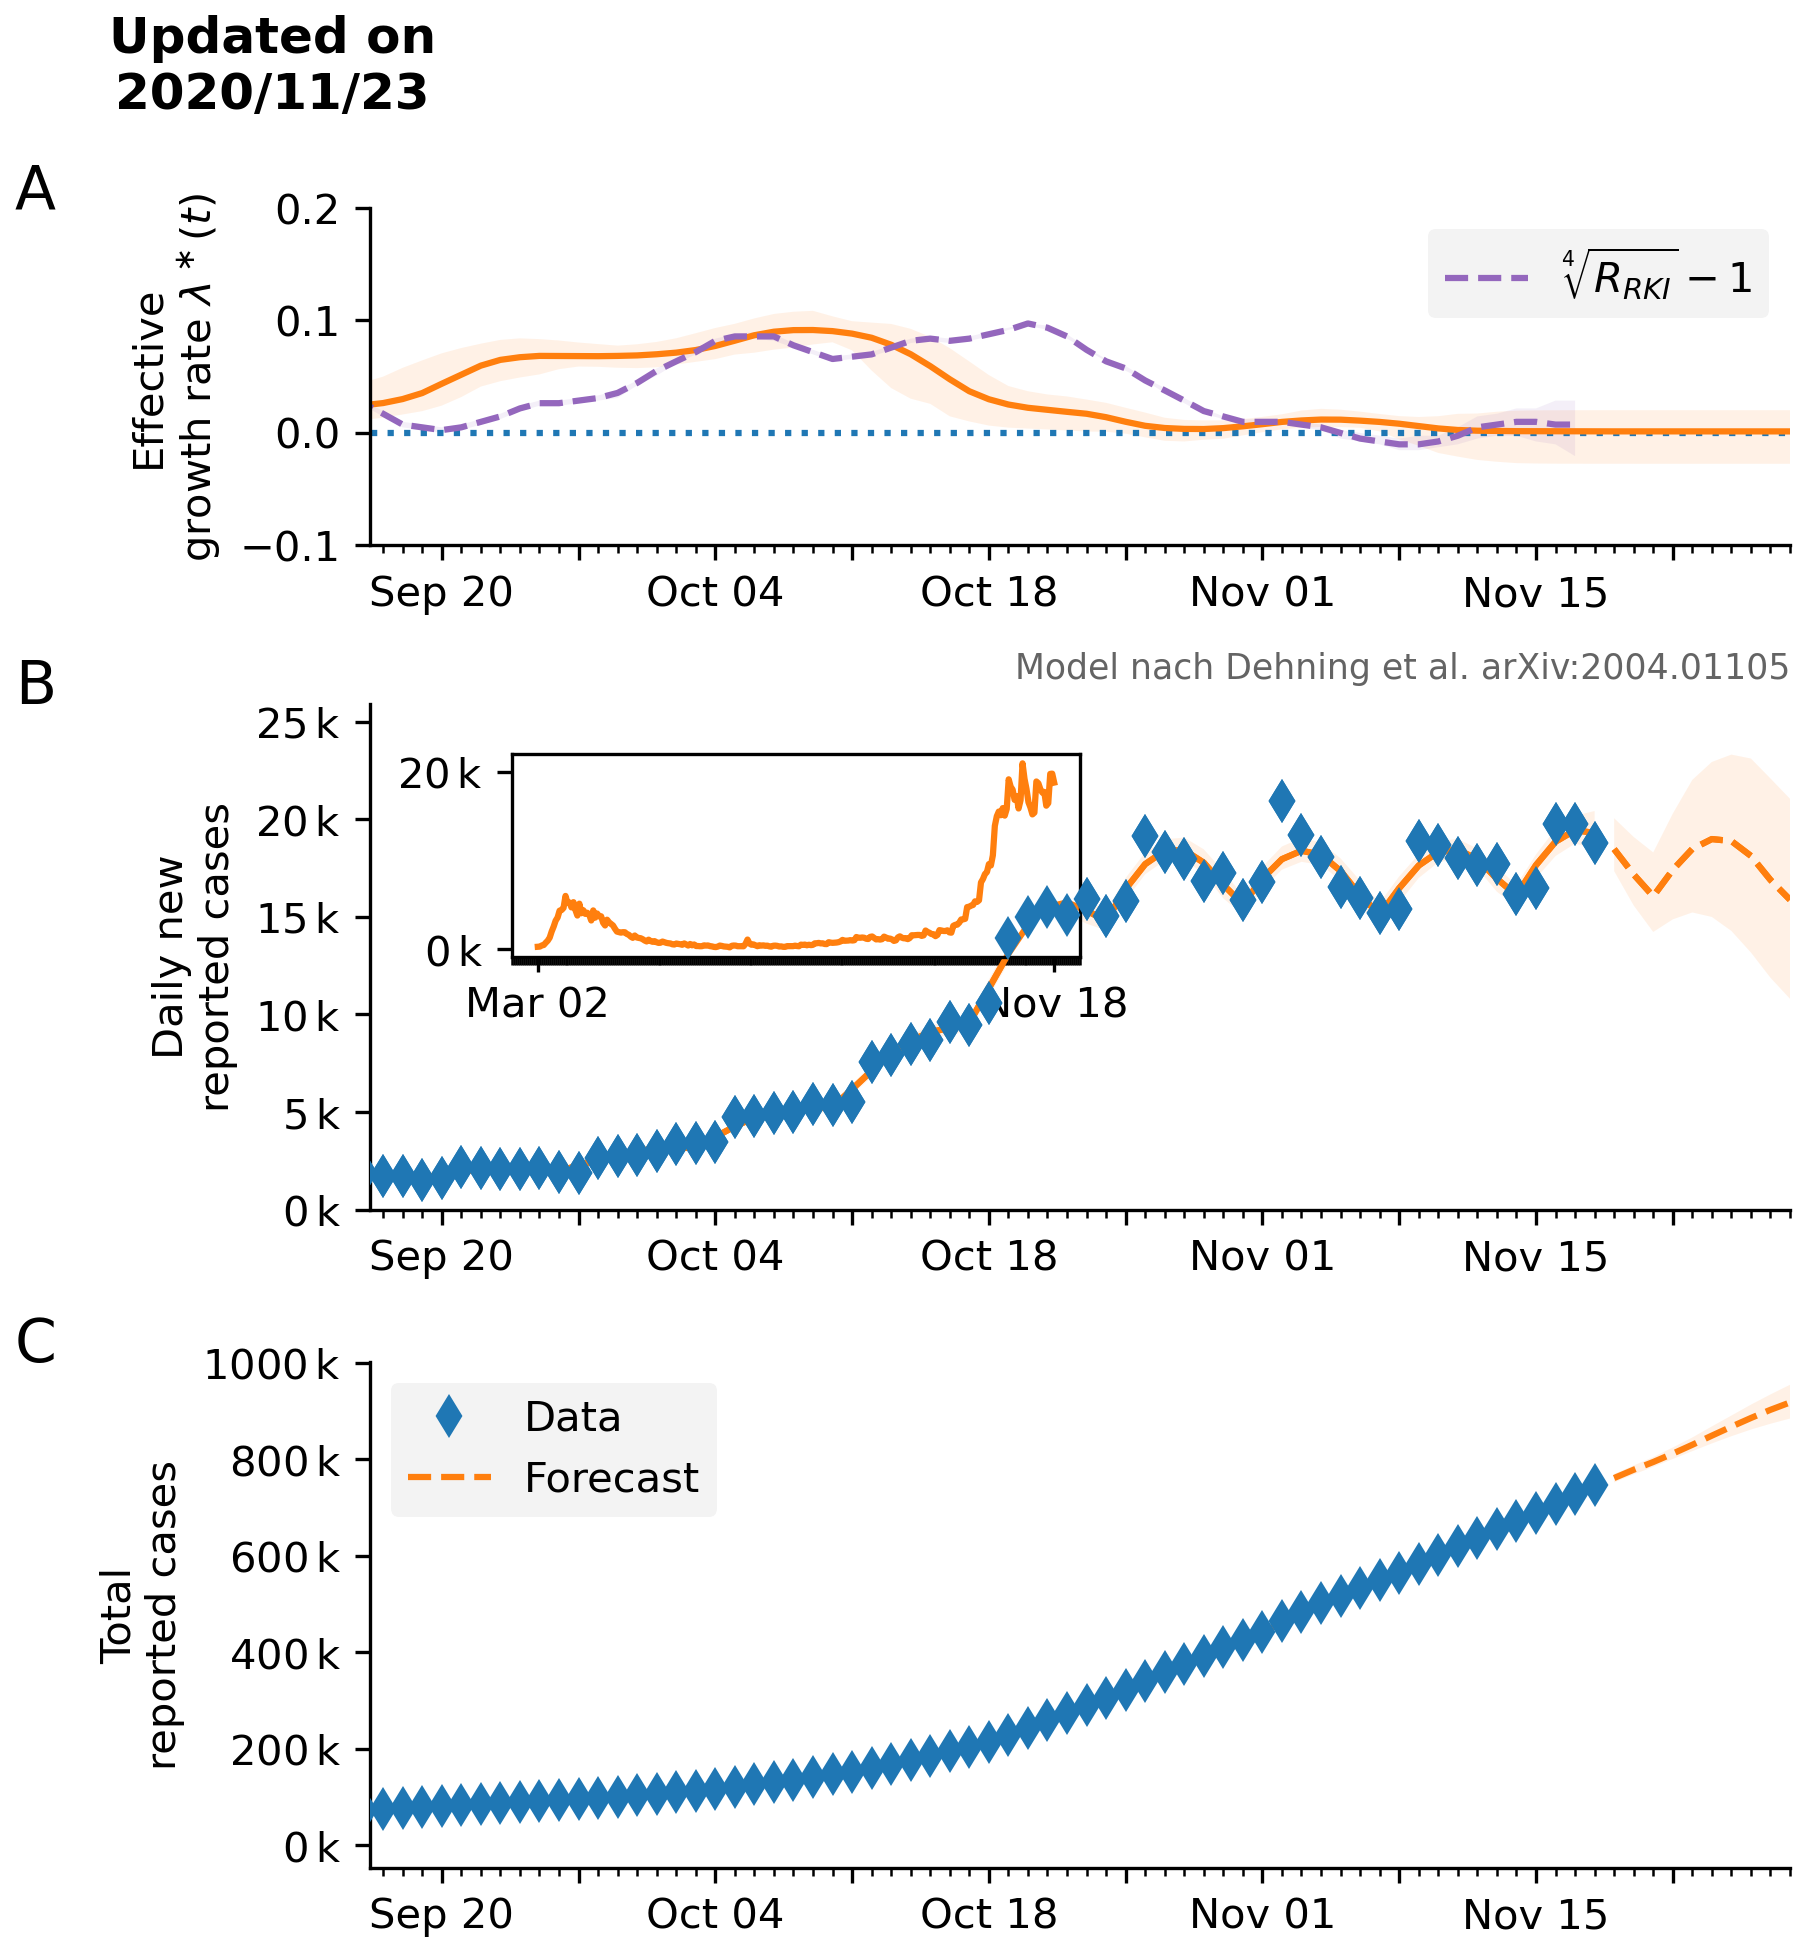 Updated on
2020/11/23
A
Effective
growth rate λ * (t)
0.2
0.1
0.0
−0.1
∜R_RKI − 1
Sep 20
Oct 04
Oct 18
Nov 01
Nov 15
Model nach Dehning et al. arXiv:2004.01105
B
Daily new
reported cases
25 k
20 k
15 k
10 k
5 k
0 k
20 k
0 k
Mar 02
Nov 18
Sep 20
Oct 04
Oct 18
Nov 01
Nov 15
C
Total
reported cases
1000 k
800 k
600 k
400 k
200 k
0 k
Data
Forecast
Sep 20
Oct 04
Oct 18
Nov 01
Nov 15